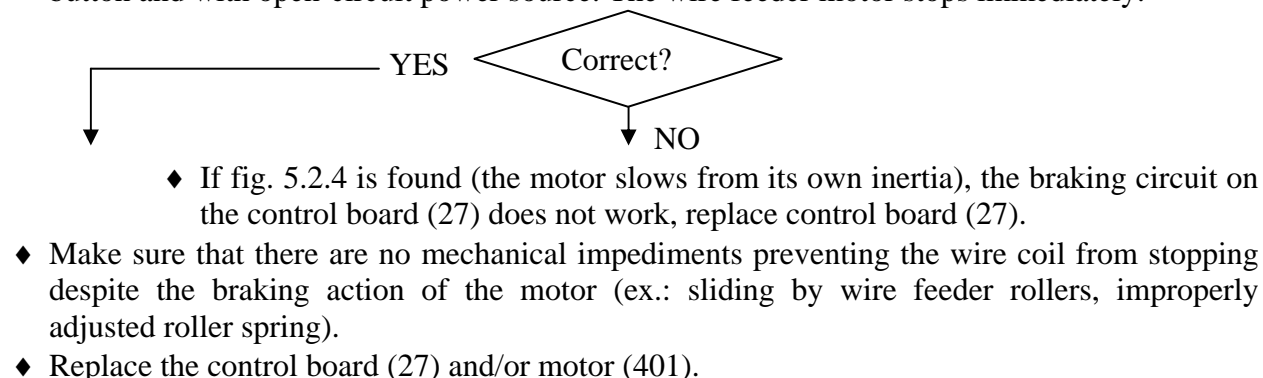 button and with open-circuit power source. The wire feeder motor stops immediately.
YES
Correct?
NO
♦ If fig. 5.2.4 is found (the motor slows from its own inertia), the braking circuit on
the control board (27) does not work, replace control board (27).
♦ Make sure that there are no mechanical impediments preventing the wire coil from stopping
despite the braking action of the motor (ex.: sliding by wire feeder rollers, improperly
adjusted roller spring).
♦ Replace the control board (27) and/or motor (401).